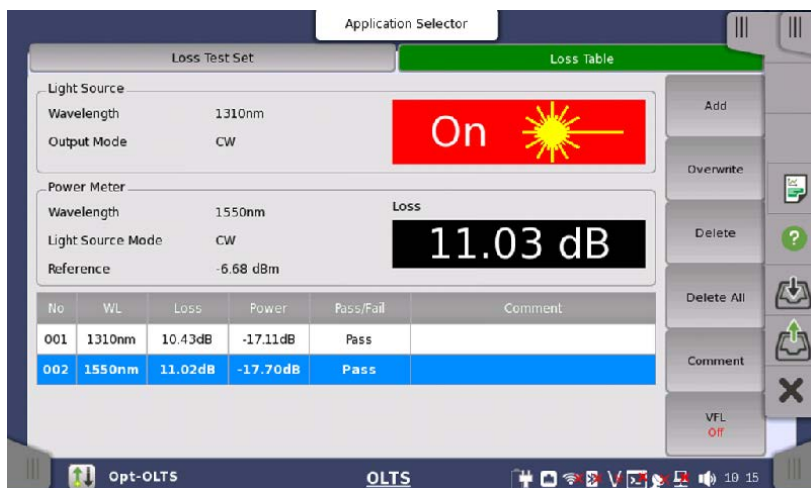 Application Selector
Loss Test Set Loss Table
Light Source
Wavelength 1310nm
Output Mode CW
On
Add
Overwrite
Power Meter
Wavelength 1550nm
Light Source Mode CW
Reference -6.68 dBm
Loss
11.03 dB
Delete
Delete All
No WL Loss Power Pass/Fail Comment
001 1310nm 10.43dB -17.11dB Pass
002 1550nm 11.02dB -17.70dB Pass
Comment
VFL
Off
Opt-OLTS OLTS 10 15